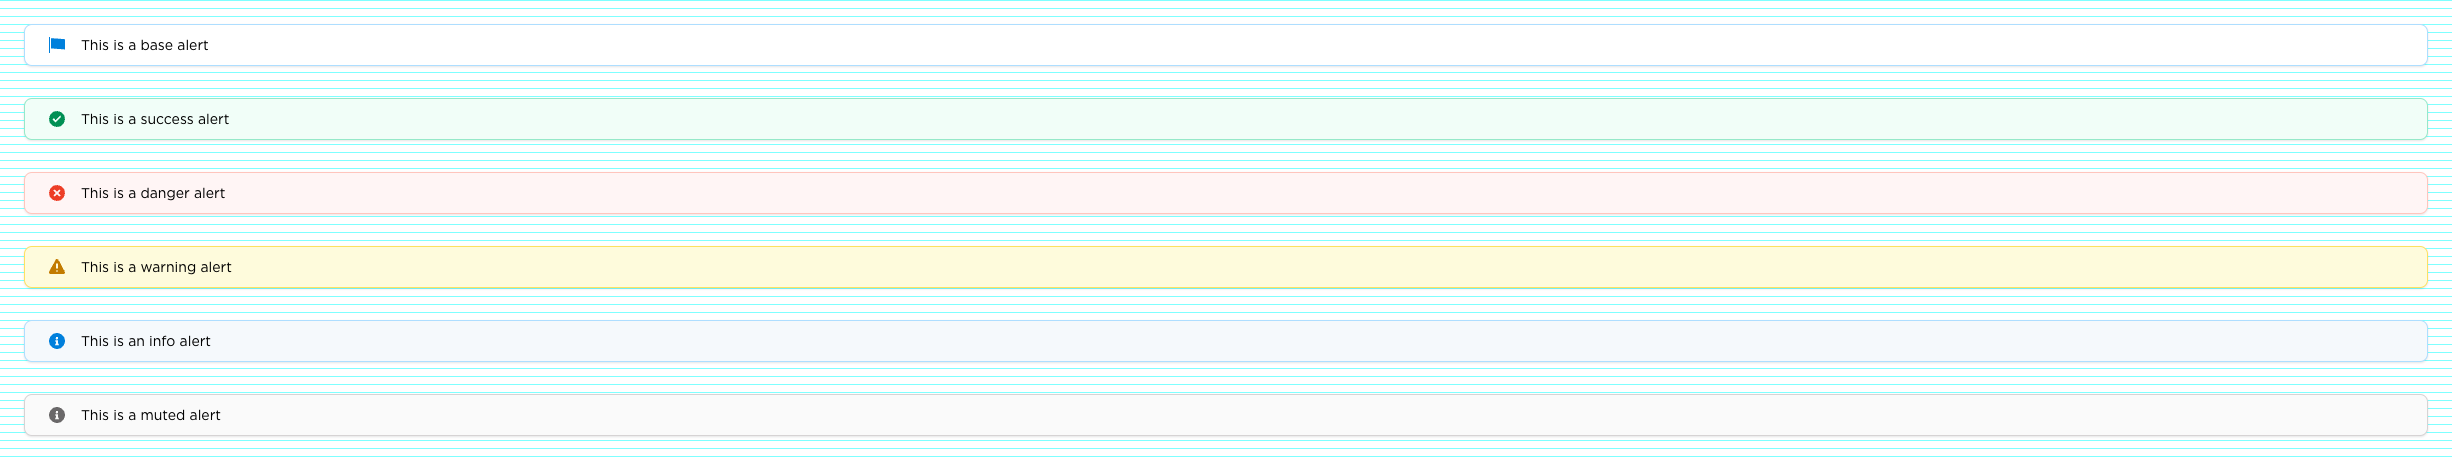 This is a base alert
This is a success alert
This is a danger alert
This is a warning alert
This is an info alert
This is a muted alert